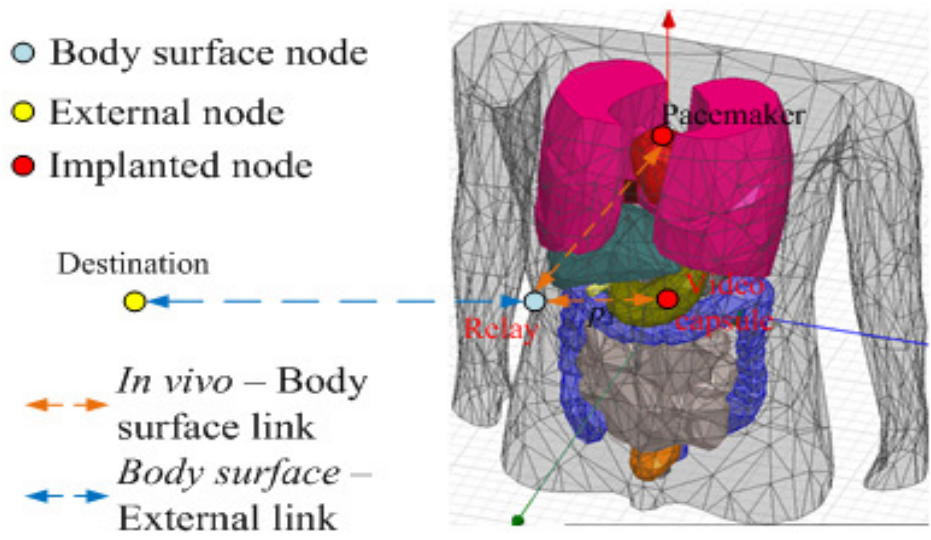 Body surface node
External node
Implanted node
Pacemaker
Destination
Relay
p
Video
capsule
In vivo – Body
surface link
Body surface –
External link